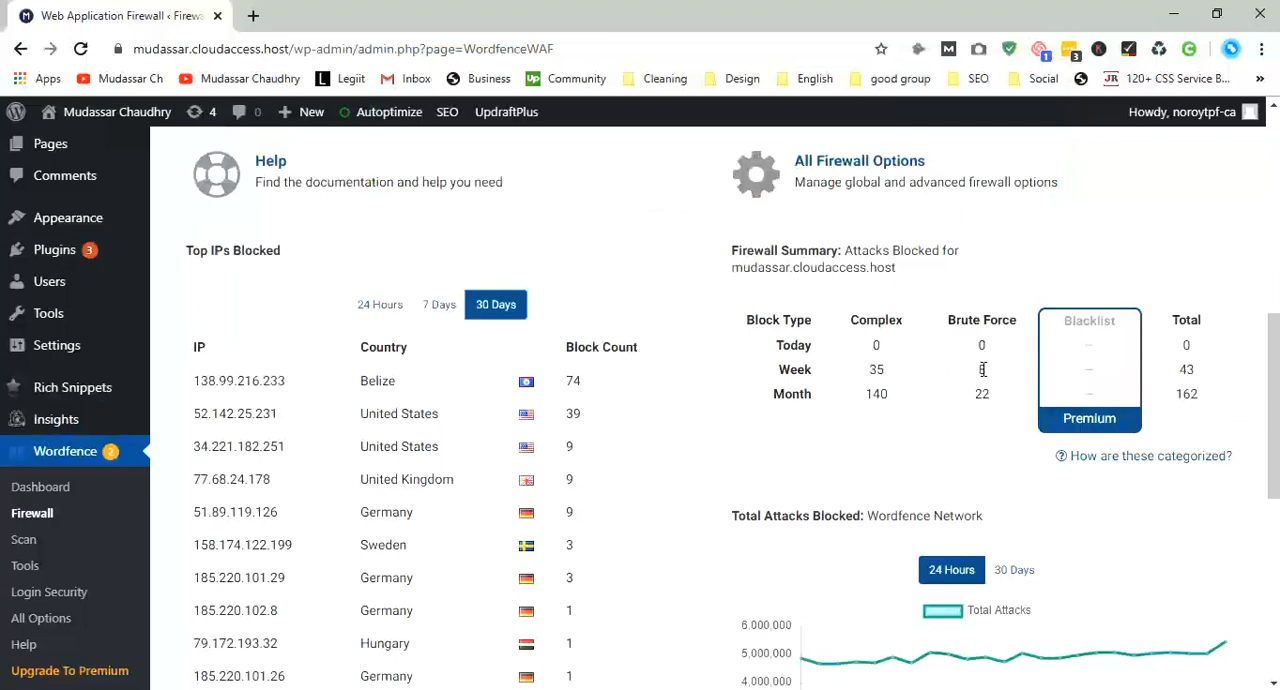 Web Application Firewall ‹ Firew
mudassar.cloudaccess.host/wp-admin/admin.php?page=WordfenceWAF
Apps Mudassar Ch Mudassar Chaudhry Legiit Inbox Business Community Cleaning Design English good group SEO Social 120+ CSS Service B... »
Mudassar Chaudhry 4 0 New Autoptimize SEO UpdraftPlus Howdy, noroytpf-ca
Pages
Comments
Appearance
Plugins 3
Users
Tools
Settings
Rich Snippets
Insights
Wordfence 2
Dashboard
Firewall
Scan
Tools
Login Security
All Options
Help
Upgrade To Premium
Help
Find the documentation and help you need
All Firewall Options
Manage global and advanced firewall options
Top IPs Blocked
24 Hours 7 Days 30 Days
IP Country Block Count
138.99.216.233 Belize 74
52.142.25.231 United States 39
34.221.182.251 United States 9
77.68.24.178 United Kingdom 9
51.89.119.126 Germany 9
158.174.122.199 Sweden 3
185.220.101.29 Germany 3
185.220.102.8 Germany 1
79.172.193.32 Hungary 1
185.220.101.26 Germany 1
Firewall Summary: Attacks Blocked for
mudassar.cloudaccess.host
Block Type Complex Brute Force Blacklist Total
Today 0 0 – 0
Week 35 – 43
Month 140 22 – 162
Premium
How are these categorized?
Total Attacks Blocked: Wordfence Network
24 Hours 30 Days
Total Attacks
6,000,000
5,000,000
4,000,000